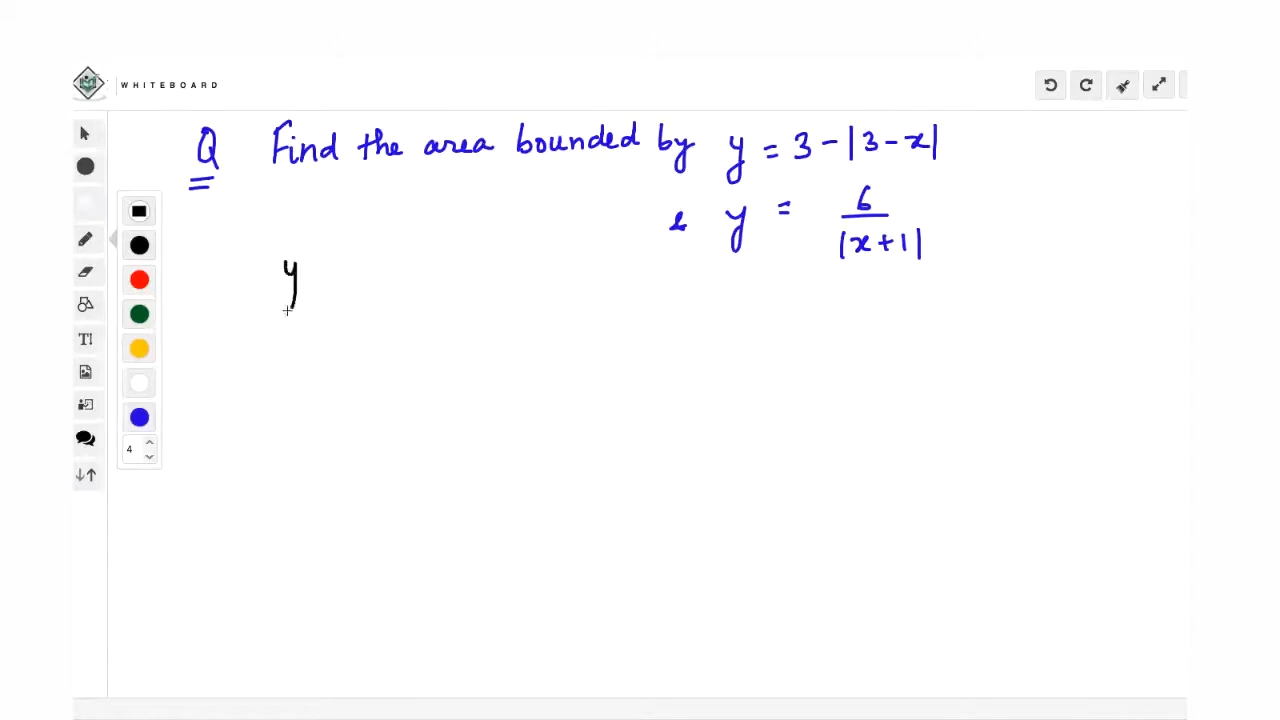 WHITEBOARD
Q Find the area bounded by y = 3 - |3 - x|
& y = 6 / |x + 1|
y
T!
4